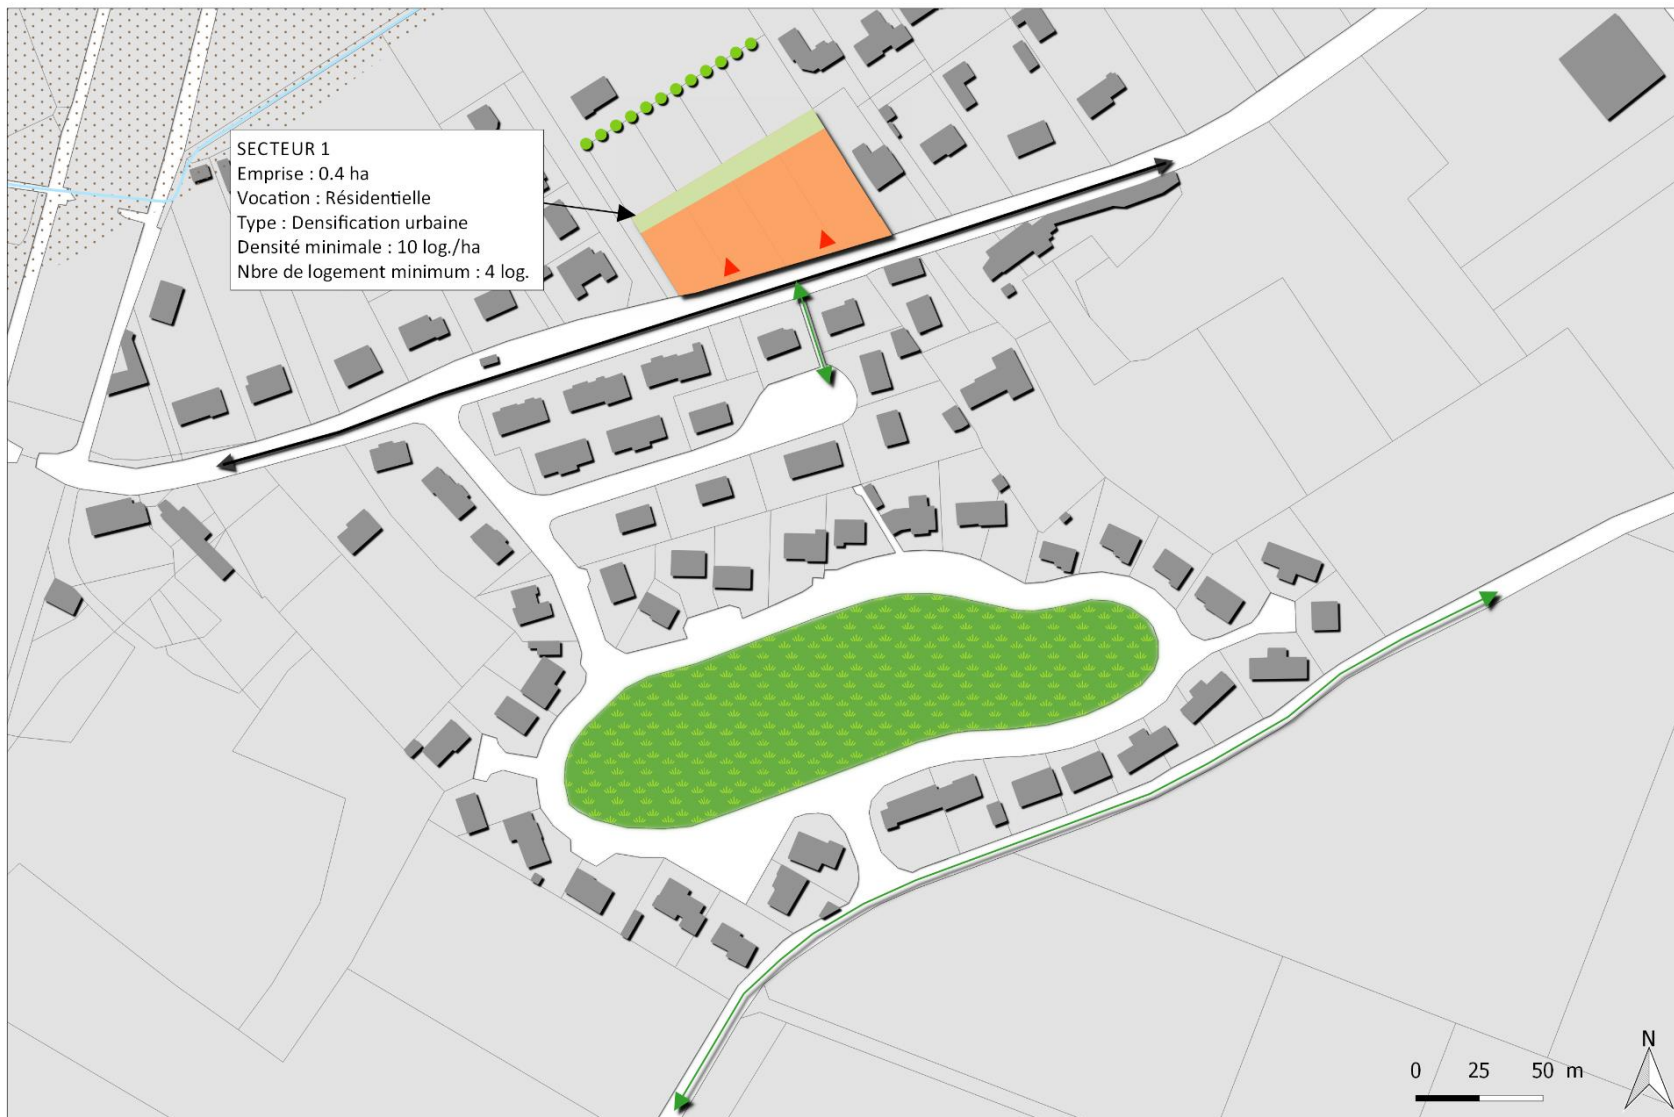 SECTEUR 1
Emprise : 0.4 ha
Vocation : Résidentielle
Type : Densification urbaine
Densité minimale : 10 log./ha
Nbre de logement minimum : 4 log.
N
0 25 50 m